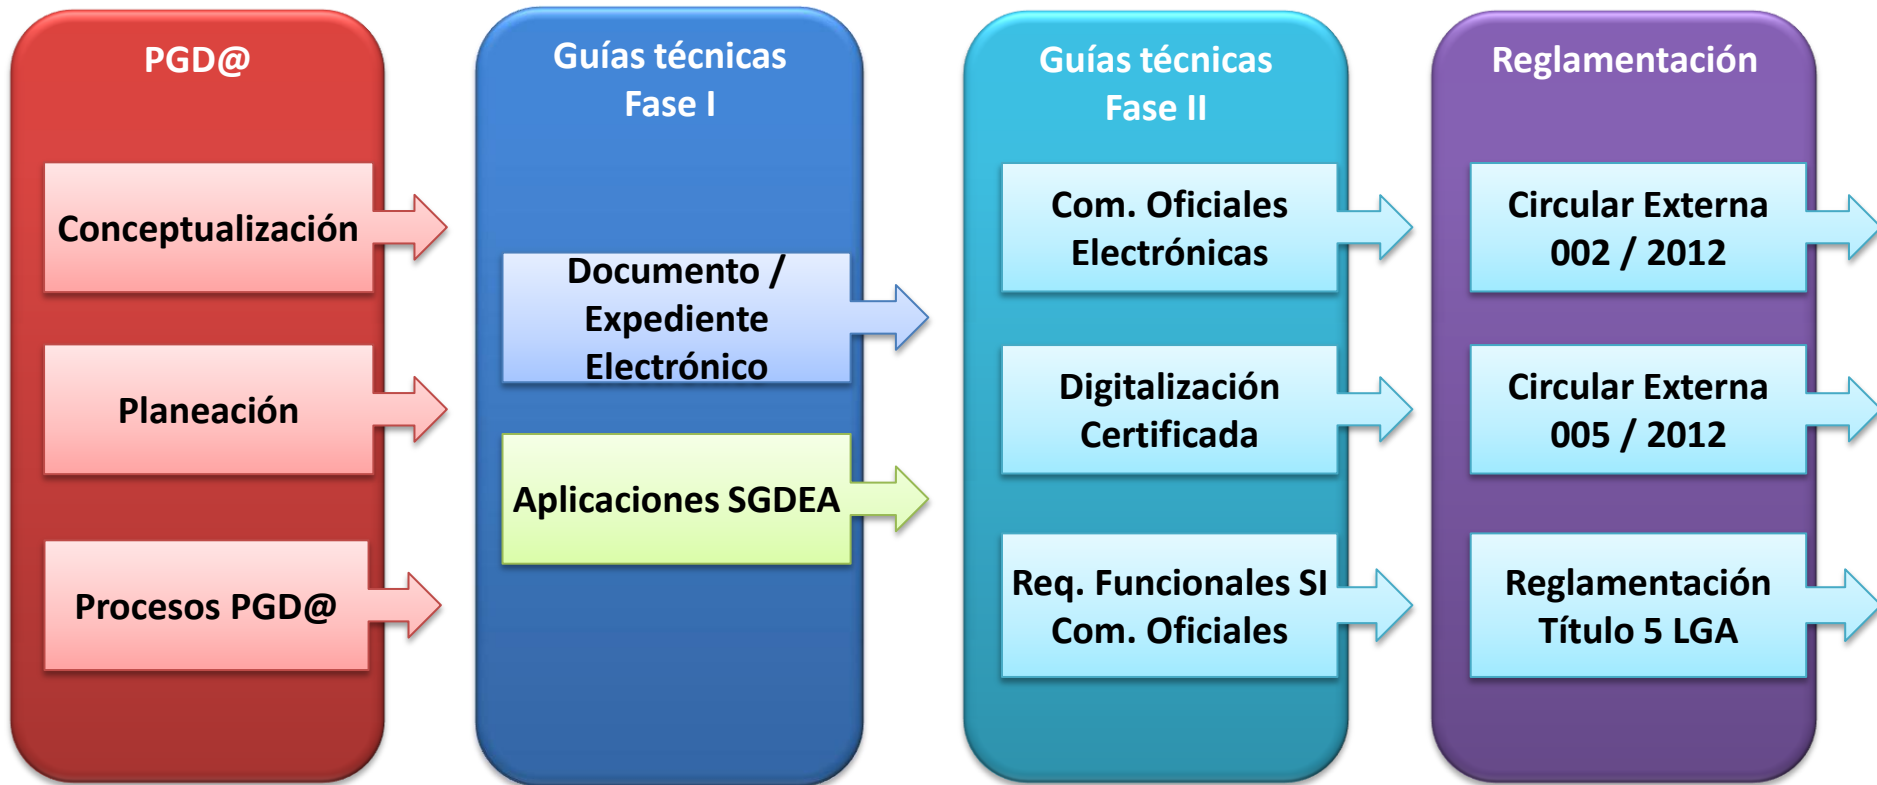 PGD@
Conceptualización
Planeación
Procesos PGD@
Guías técnicas
Fase I
Documento /
Expediente
Electrónico
Aplicaciones SGDEA
Guías técnicas
Fase II
Com. Oficiales
Electrónicas
Digitalización
Certificada
Req. Funcionales SI
Com. Oficiales
Reglamentación
Circular Externa
002 / 2012
Circular Externa
005 / 2012
Reglamentación
Título 5 LGA